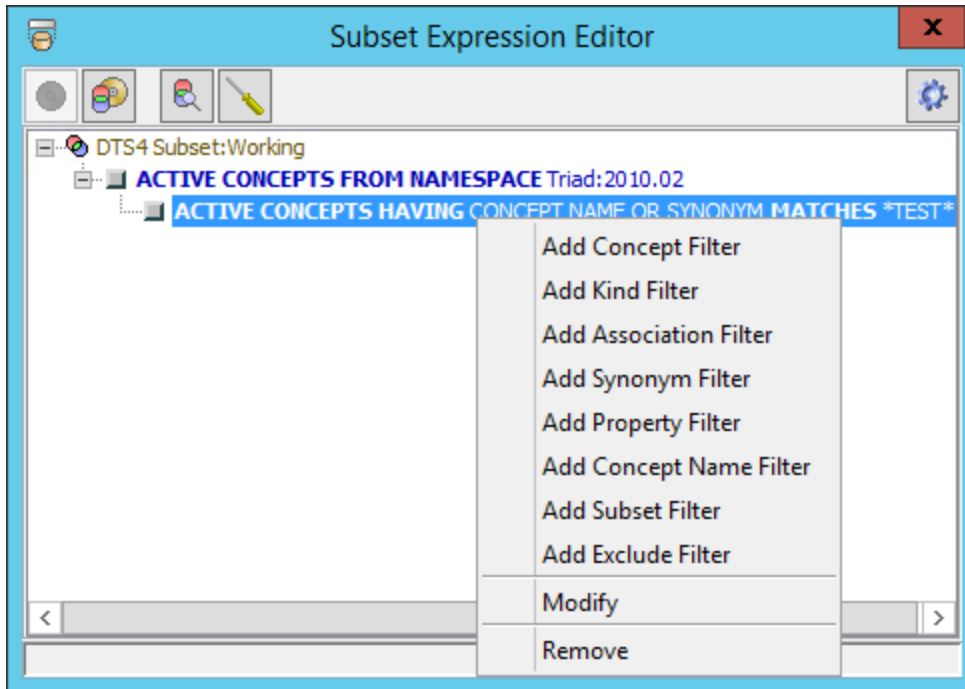 Subset Expression Editor
x
DTS4 Subset:Working
ACTIVE CONCEPTS FROM NAMESPACE Triad:2010.02
ACTIVE CONCEPTS HAVING CONCEPT NAME OR SYNONYM MATCHES *TEST*
Add Concept Filter
Add Kind Filter
Add Association Filter
Add Synonym Filter
Add Property Filter
Add Concept Name Filter
Add Subset Filter
Add Exclude Filter
Modify
Remove